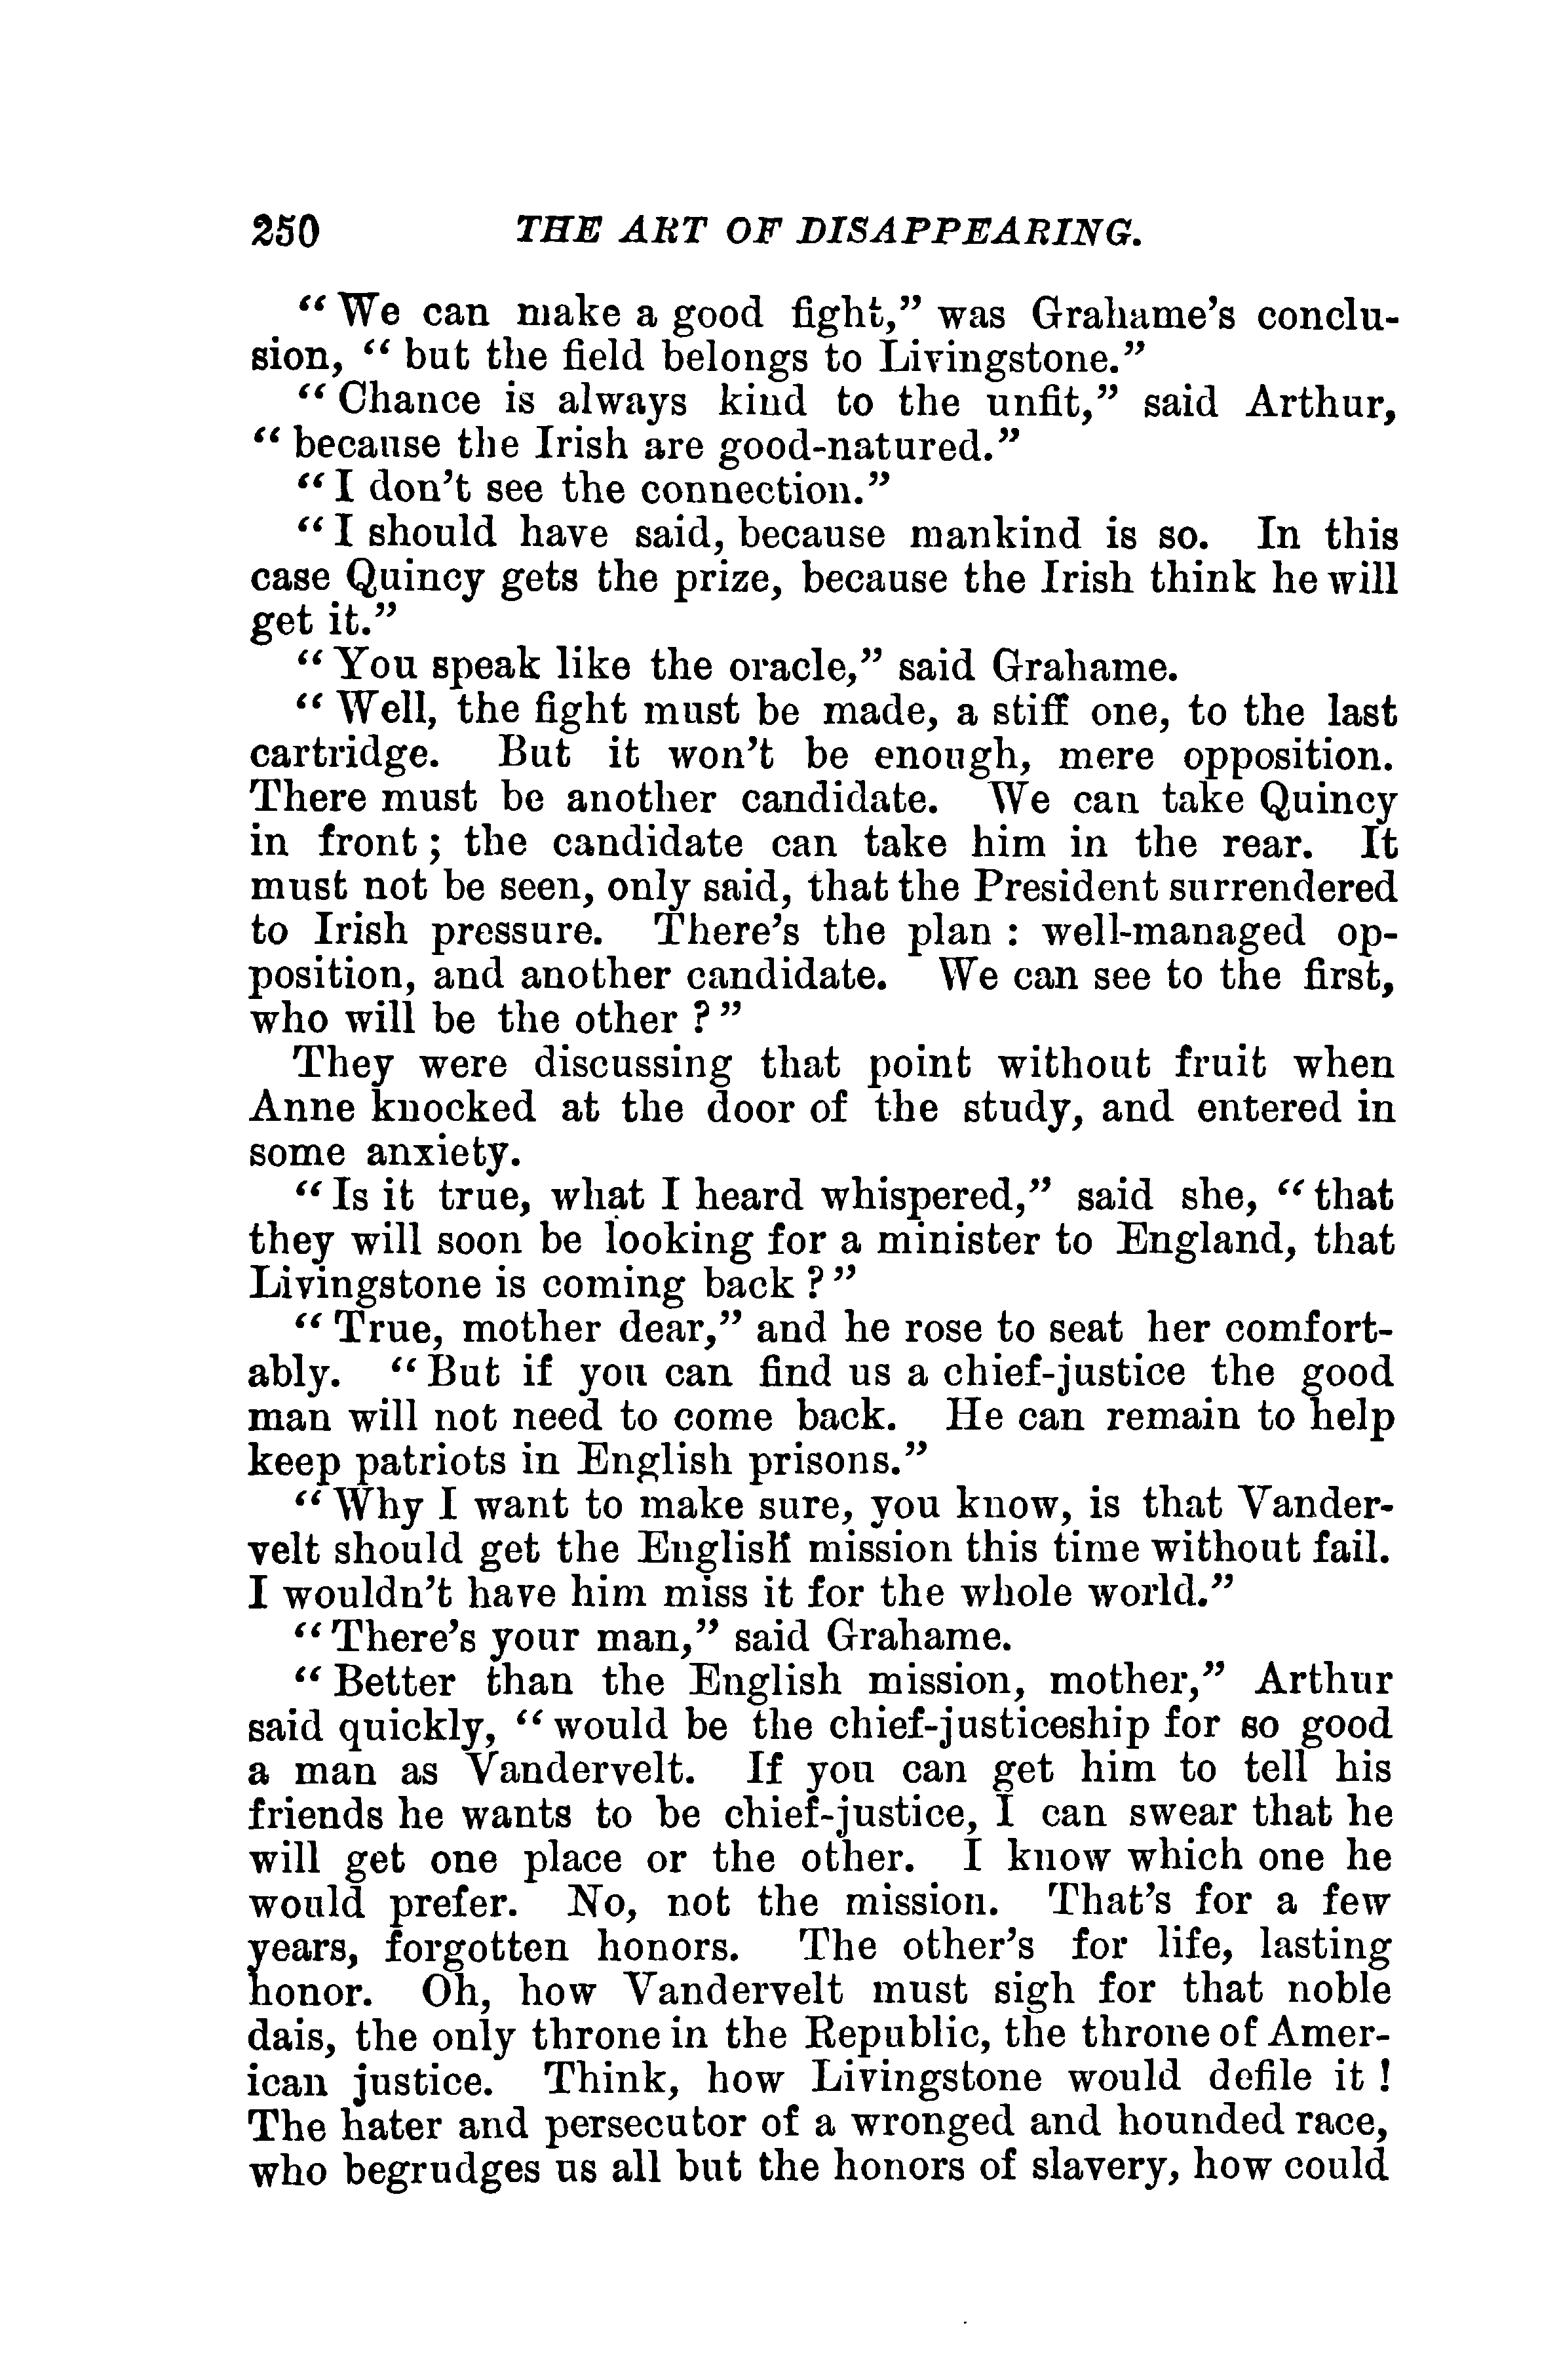 250 THE ART OF DISAPPEARING.
“We can make a good fight,” was Grahame’s conclu-
sion, “but the field belongs to Livingstone.”
“Chance is always kind to the unfit,” said Arthur,
“because the Irish are good-natured.”
“I don’t see the connection.”
“I should have said, because mankind is so. In this
case Quincy gets the prize, because the Irish think he will
get it.”
“You speak like the oracle,” said Grahame.
“Well, the fight must be made, a stiff one, to the last
cartridge. But it won’t be enough, mere opposition.
There must be another candidate. We can take Quincy
in front; the candidate can take him in the rear. It
must not be seen, only said, that the President surrendered
to Irish pressure. There’s the plan: well-managed op-
position, and another candidate. We can see to the first,
who will be the other?”
They were discussing that point without fruit when
Anne knocked at the door of the study, and entered in
some anxiety.
“Is it true, what I heard whispered,” said she, “that
they will soon be looking for a minister to England, that
Livingstone is coming back?”
“True, mother dear,” and he rose to seat her comfort-
ably. “But if you can find us a chief-justice the good
man will not need to come back. He can remain to help
keep patriots in English prisons.”
“Why I want to make sure, you know, is that Vander-
velt should get the English mission this time without fail.
I wouldn’t have him miss it for the whole world.”
“There’s your man,” said Grahame.
“Better than the English mission, mother,” Arthur
said quickly, “would be the chief-justiceship for so good
a man as Vandervelt. If you can get him to tell his
friends he wants to be chief-justice, I can swear that he
will get one place or the other. I know which one he
would prefer. No, not the mission. That’s for a few
years, forgotten honors. The other’s for life, lasting
honor. Oh, how Vandervelt must sigh for that noble
dais, the only throne in the Republic, the throne of Amer-
ican justice. Think, how Livingstone would defile it!
The hater and persecutor of a wronged and hounded race,
who begrudges us all but the honors of slavery, how could